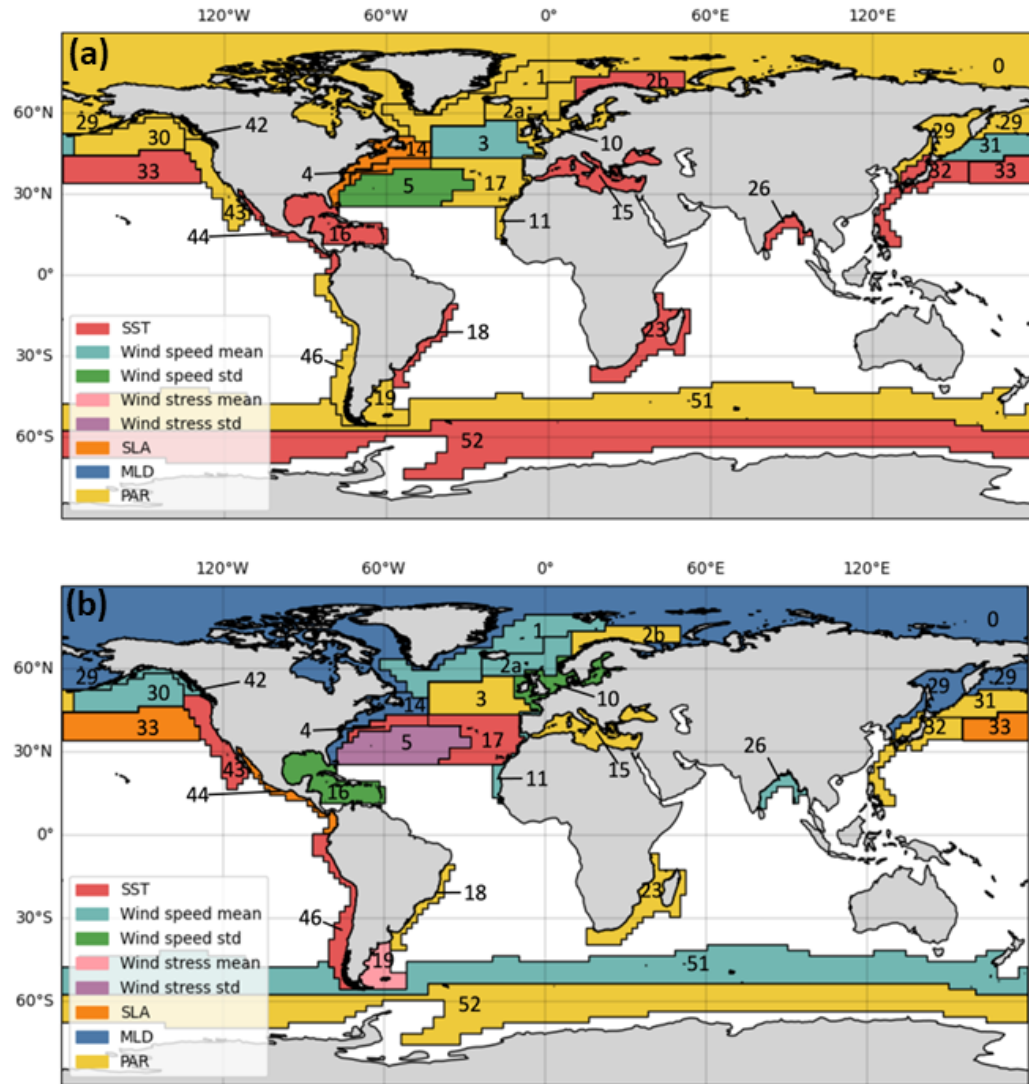 120°W 60°W 0° 60°E 120°E
(a)
0
1
2b
60°N
29
42
2a
10
29
30
14
3
29
31
4
33
5
17
32
33
30°N
26
43
11
15
44
16
0°
SST
18
23
Wind speed mean
30°S
46
Wind speed std
19
51
Wind stress mean
Wind stress std
60°S
52
SLA
MLD
PAR
120°W 60°W 0° 60°E 120°E
(b)
0
1
2b
60°N
29
42
2a
10
29
29
30
14
3
31
4
33
5
17
32
33
30°N
26
43
11
15
44
16
0°
SST
18
23
Wind speed mean
30°S
46
Wind speed std
19
51
Wind stress mean
Wind stress std
60°S
52
SLA
MLD
PAR